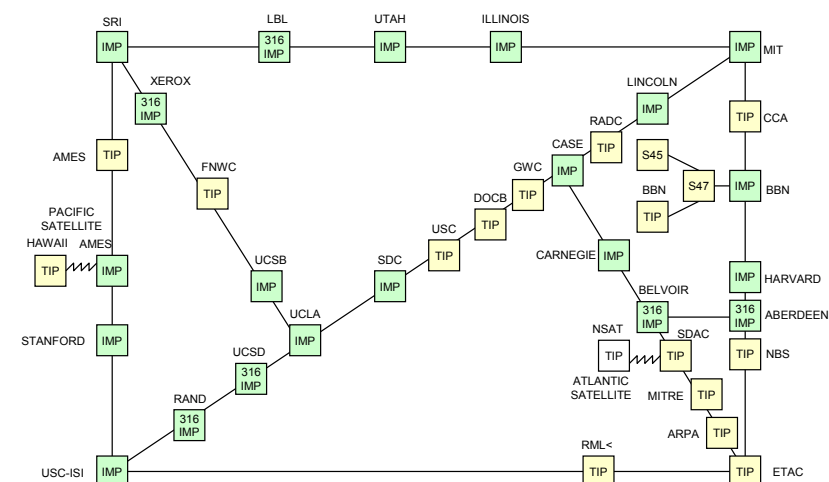 SRI
LBL
UTAH
ILLINOIS
IMP
316
IMP
IMP
IMP
IMP
MIT
XEROX
316
IMP
LINCOLN
IMP
TIP
CCA
RADC
TIP
AMES
TIP
FNWC
TIP
CASE
IMP
S45
S47
IMP
BBN
BBN
TIP
GWC
TIP
DOCB
TIP
USC
TIP
PACIFIC
SATELLITE
HAWAII
AMES
TIP
IMP
UCSB
IMP
SDC
IMP
CARNEGIE
IMP
IMP
HARVARD
BELVOIR
316
IMP
316
IMP
ABERDEEN
STANFORD
IMP
UCLA
IMP
NSAT
TIP
SDAC
TIP
TIP
NBS
ATLANTIC
SATELLITE
UCSD
316
IMP
MITRE
TIP
RAND
316
IMP
ARPA
TIP
USC-ISI
IMP
RML<
TIP
TIP
ETAC